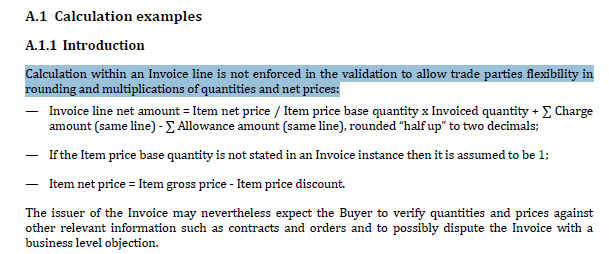 A.1 Calculation examples
A.1.1 Introduction
Calculation within an Invoice line is not enforced in the validation to allow trade parties flexibility in
rounding and multiplications of quantities and net prices:
— Invoice line net amount = Item net price / Item price base quantity x Invoiced quantity + ∑ Charge
amount (same line) - ∑ Allowance amount (same line), rounded “half up” to two decimals;
— If the Item price base quantity is not stated in an Invoice instance then it is assumed to be 1;
— Item net price = Item gross price - Item price discount.
The issuer of the Invoice may nevertheless expect the Buyer to verify quantities and prices against
other relevant information such as contracts and orders and to possibly dispute the Invoice with a
business level objection.